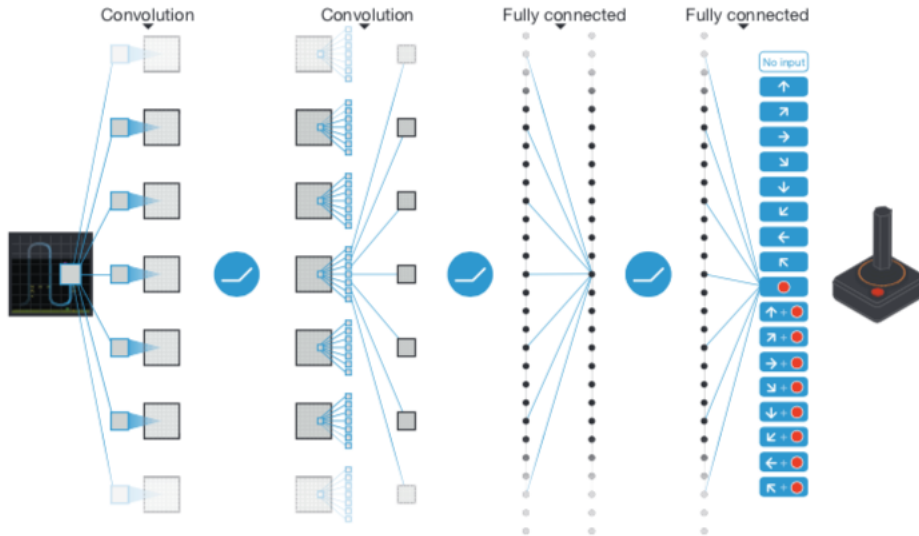 Convolution
Convolution
Fully connected
Fully connected
No input
+
+
+
+
+
+
+
+